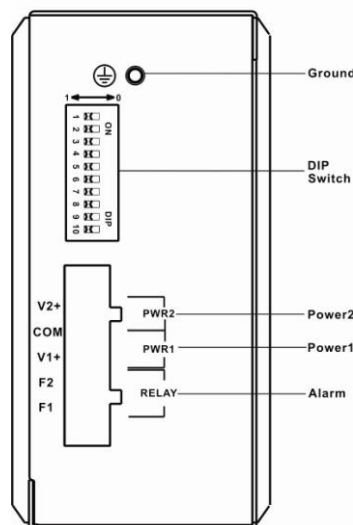 Ground
1 0
ON
1
2
3
4
5
6
7
8
9
10
DIP
DIP
Switch
V2+
COM
V1+
F2
F1
PWR2
PWR1
RELAY
Power2
Power1
Alarm